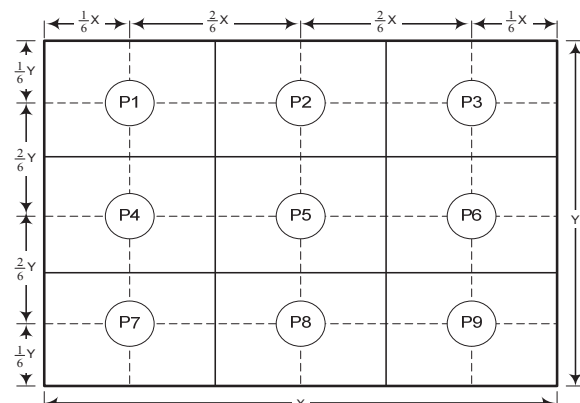 1/6 X 2/6 X 2/6 X 1/6 X
1/6 Y
P1 P2 P3
2/6 Y
P4 P5 P6 Y
2/6 Y
P7 P8 P9
1/6 Y
X